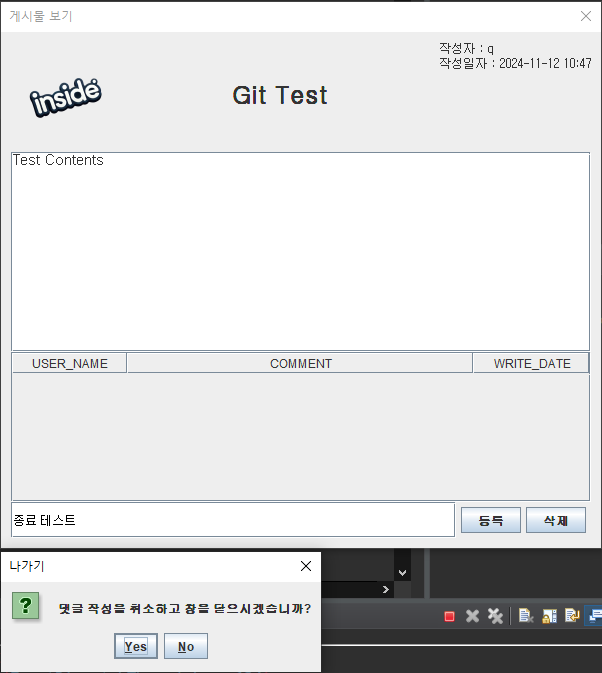 게시물 보기
작성자 : q
작성일자 : 2024-11-12 10:47
inside
Git Test
Test Contents
USER_NAME COMMENT WRITE_DATE
종료 테스트 등록 삭제
나가기
댓글 작성을 취소하고 창을 닫으시겠습니까?
Yes No